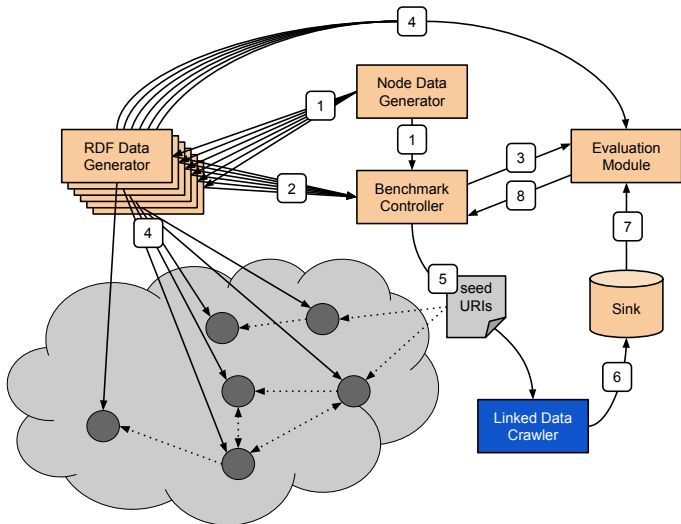 4
Node Data
Generator
1
1
RDF Data
Generator
3
Evaluation
Module
2
Benchmark
Controller
8
4
7
5
seed
URIs
Sink
6
Linked Data
Crawler